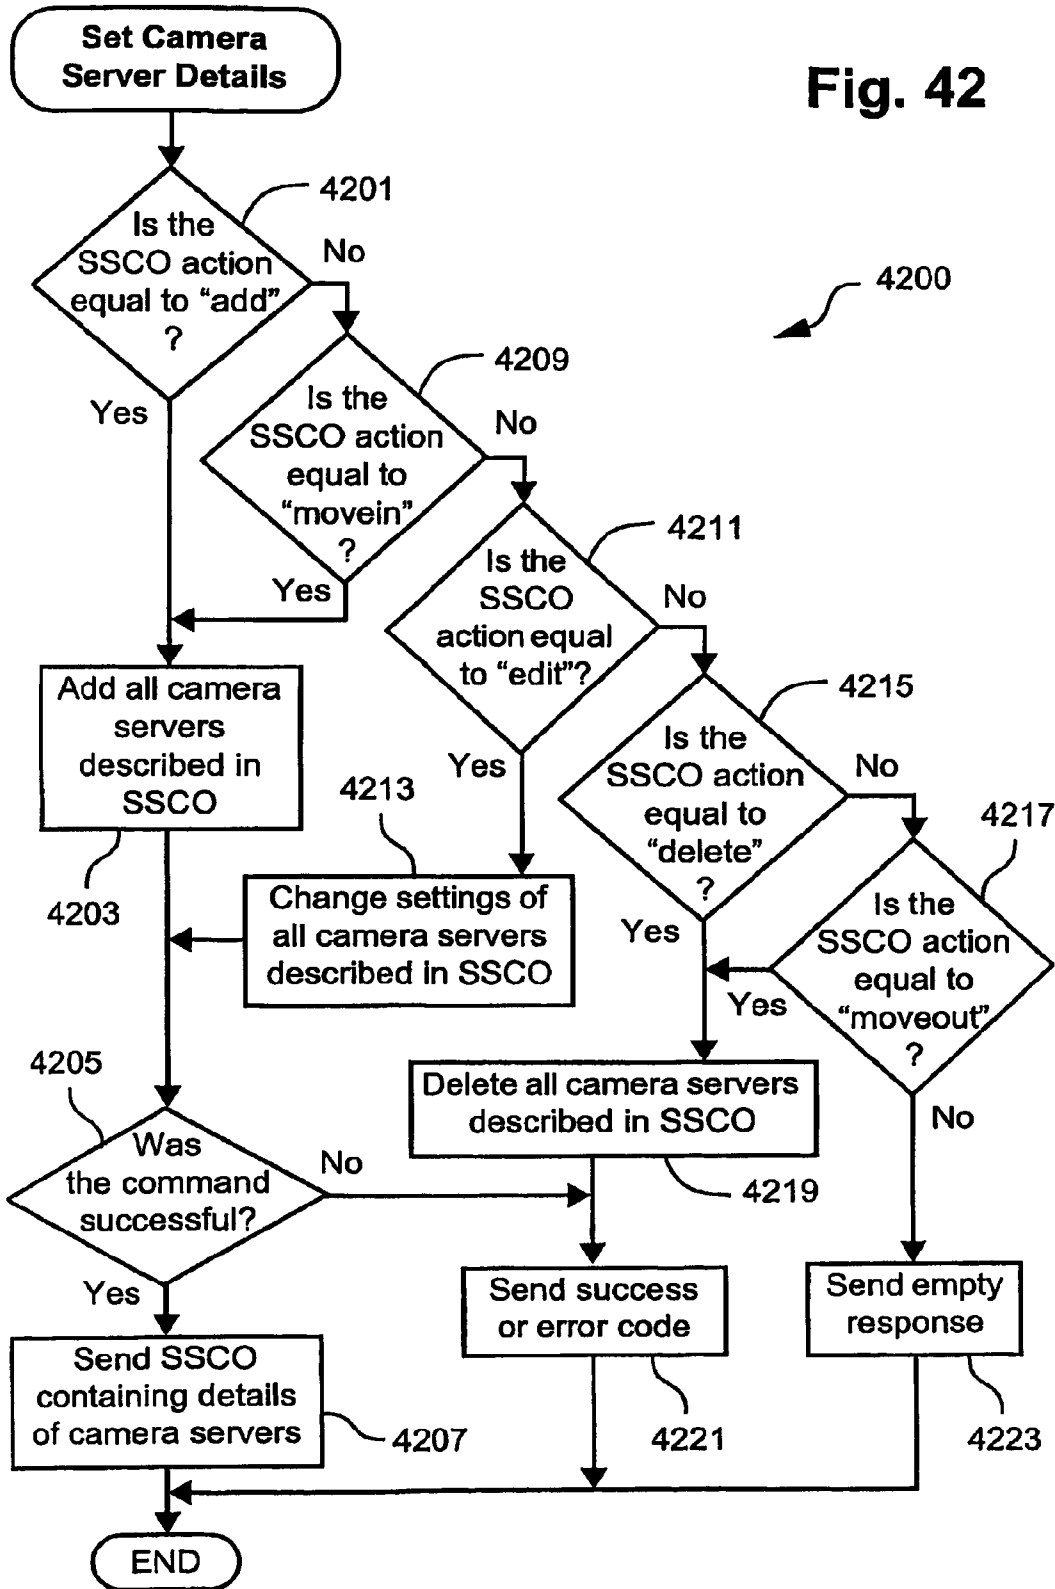 Set Camera
Server Details
Fig. 42
4201
Is the
SSCO action
equal to “add”
?
No
4200
Yes
4209
Is the
SSCO action
equal to
“movein”
?
No
Yes
4211
Is the
SSCO
action equal
to “edit”?
No
Yes
Add all camera
servers
described in
SSCO
4203
4215
Is the
SSCO action
equal to
“delete”
?
No
Yes
4213
Change settings of
all camera servers
described in SSCO
4217
Is the
SSCO action
equal to
“moveout”
?
Yes
No
4205
Was
the command
successful?
No
Yes
Delete all camera servers
described in SSCO
4219
Send success
or error code
4221
Send empty
response
4223
Send SSCO
containing details
of camera servers
4207
END